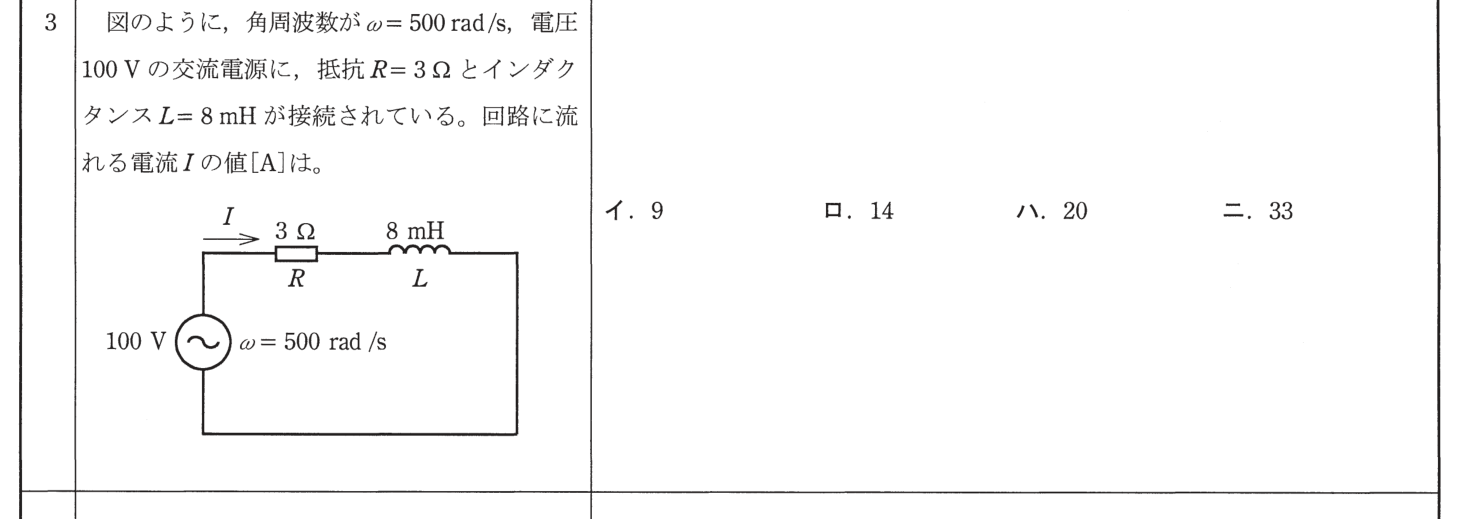 3
図のように，角周波数が ω= 500 rad/s，電圧
100 V の交流電源に，抵抗 R= 3 Ω とインダク
タンス L= 8 mH が接続されている。回路に流
れる電流 I の値[A]は。
イ．9 ロ．14 ハ．20 ニ．33
I
3 Ω 8 mH
R L
100 V ω= 500 rad /s